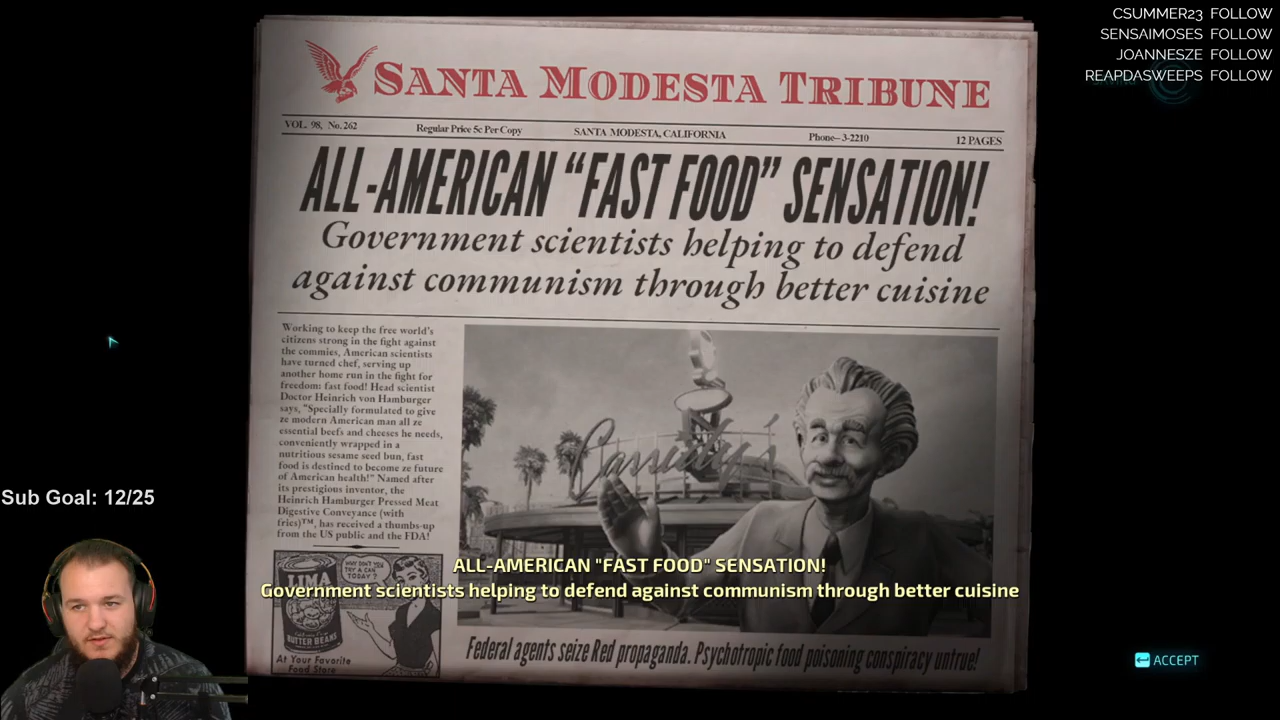 CSUMMER23 FOLLOW
SENSAIMOSES FOLLOW
JOANNESZE FOLLOW
REAPDASWEEPS FOLLOW
SANTA MODESTA TRIBUNE
VOL. 98, No. 262
Regular Price 5c Per Copy
SANTA MODESTA, CALIFORNIA
Phone– 3-2210
12 PAGES
ALL-AMERICAN “FAST FOOD” SENSATION!
Government scientists helping to defend
against communism through better cuisine
Working to keep the free world's
citizens strong in the fight against
the commies, American scientists
have turned chef, serving up
another home run in the fight for
freedom: fast food! Head scientist
Doctor Heinrich von Hamburger
says, "Specially formulated to give
ze modern American man all ze
essential beefs and cheeses he needs,
conveniently wrapped in a
nutritious sesame seed bun, fast
food is destined to become ze future
of American health!" Named after
its prestigious inventor, the
Heinrich Hamburger Pressed Meat
Digestive Conveyance (with
fries)™, has received a thumbs-up
from the US public and the FDA!
Cassidy's
WHY DON'T
YOU TRY
A CAN
TODAY?
LIMA
BUTTER BEANS
At Your Favorite
Food Store
ALL-AMERICAN "FAST FOOD" SENSATION!
Government scientists helping to defend against communism through better cuisine
Federal agents seize Red propaganda. Psychotropic food poisoning conspiracy untrue!
Sub Goal: 12/25
ACCEPT